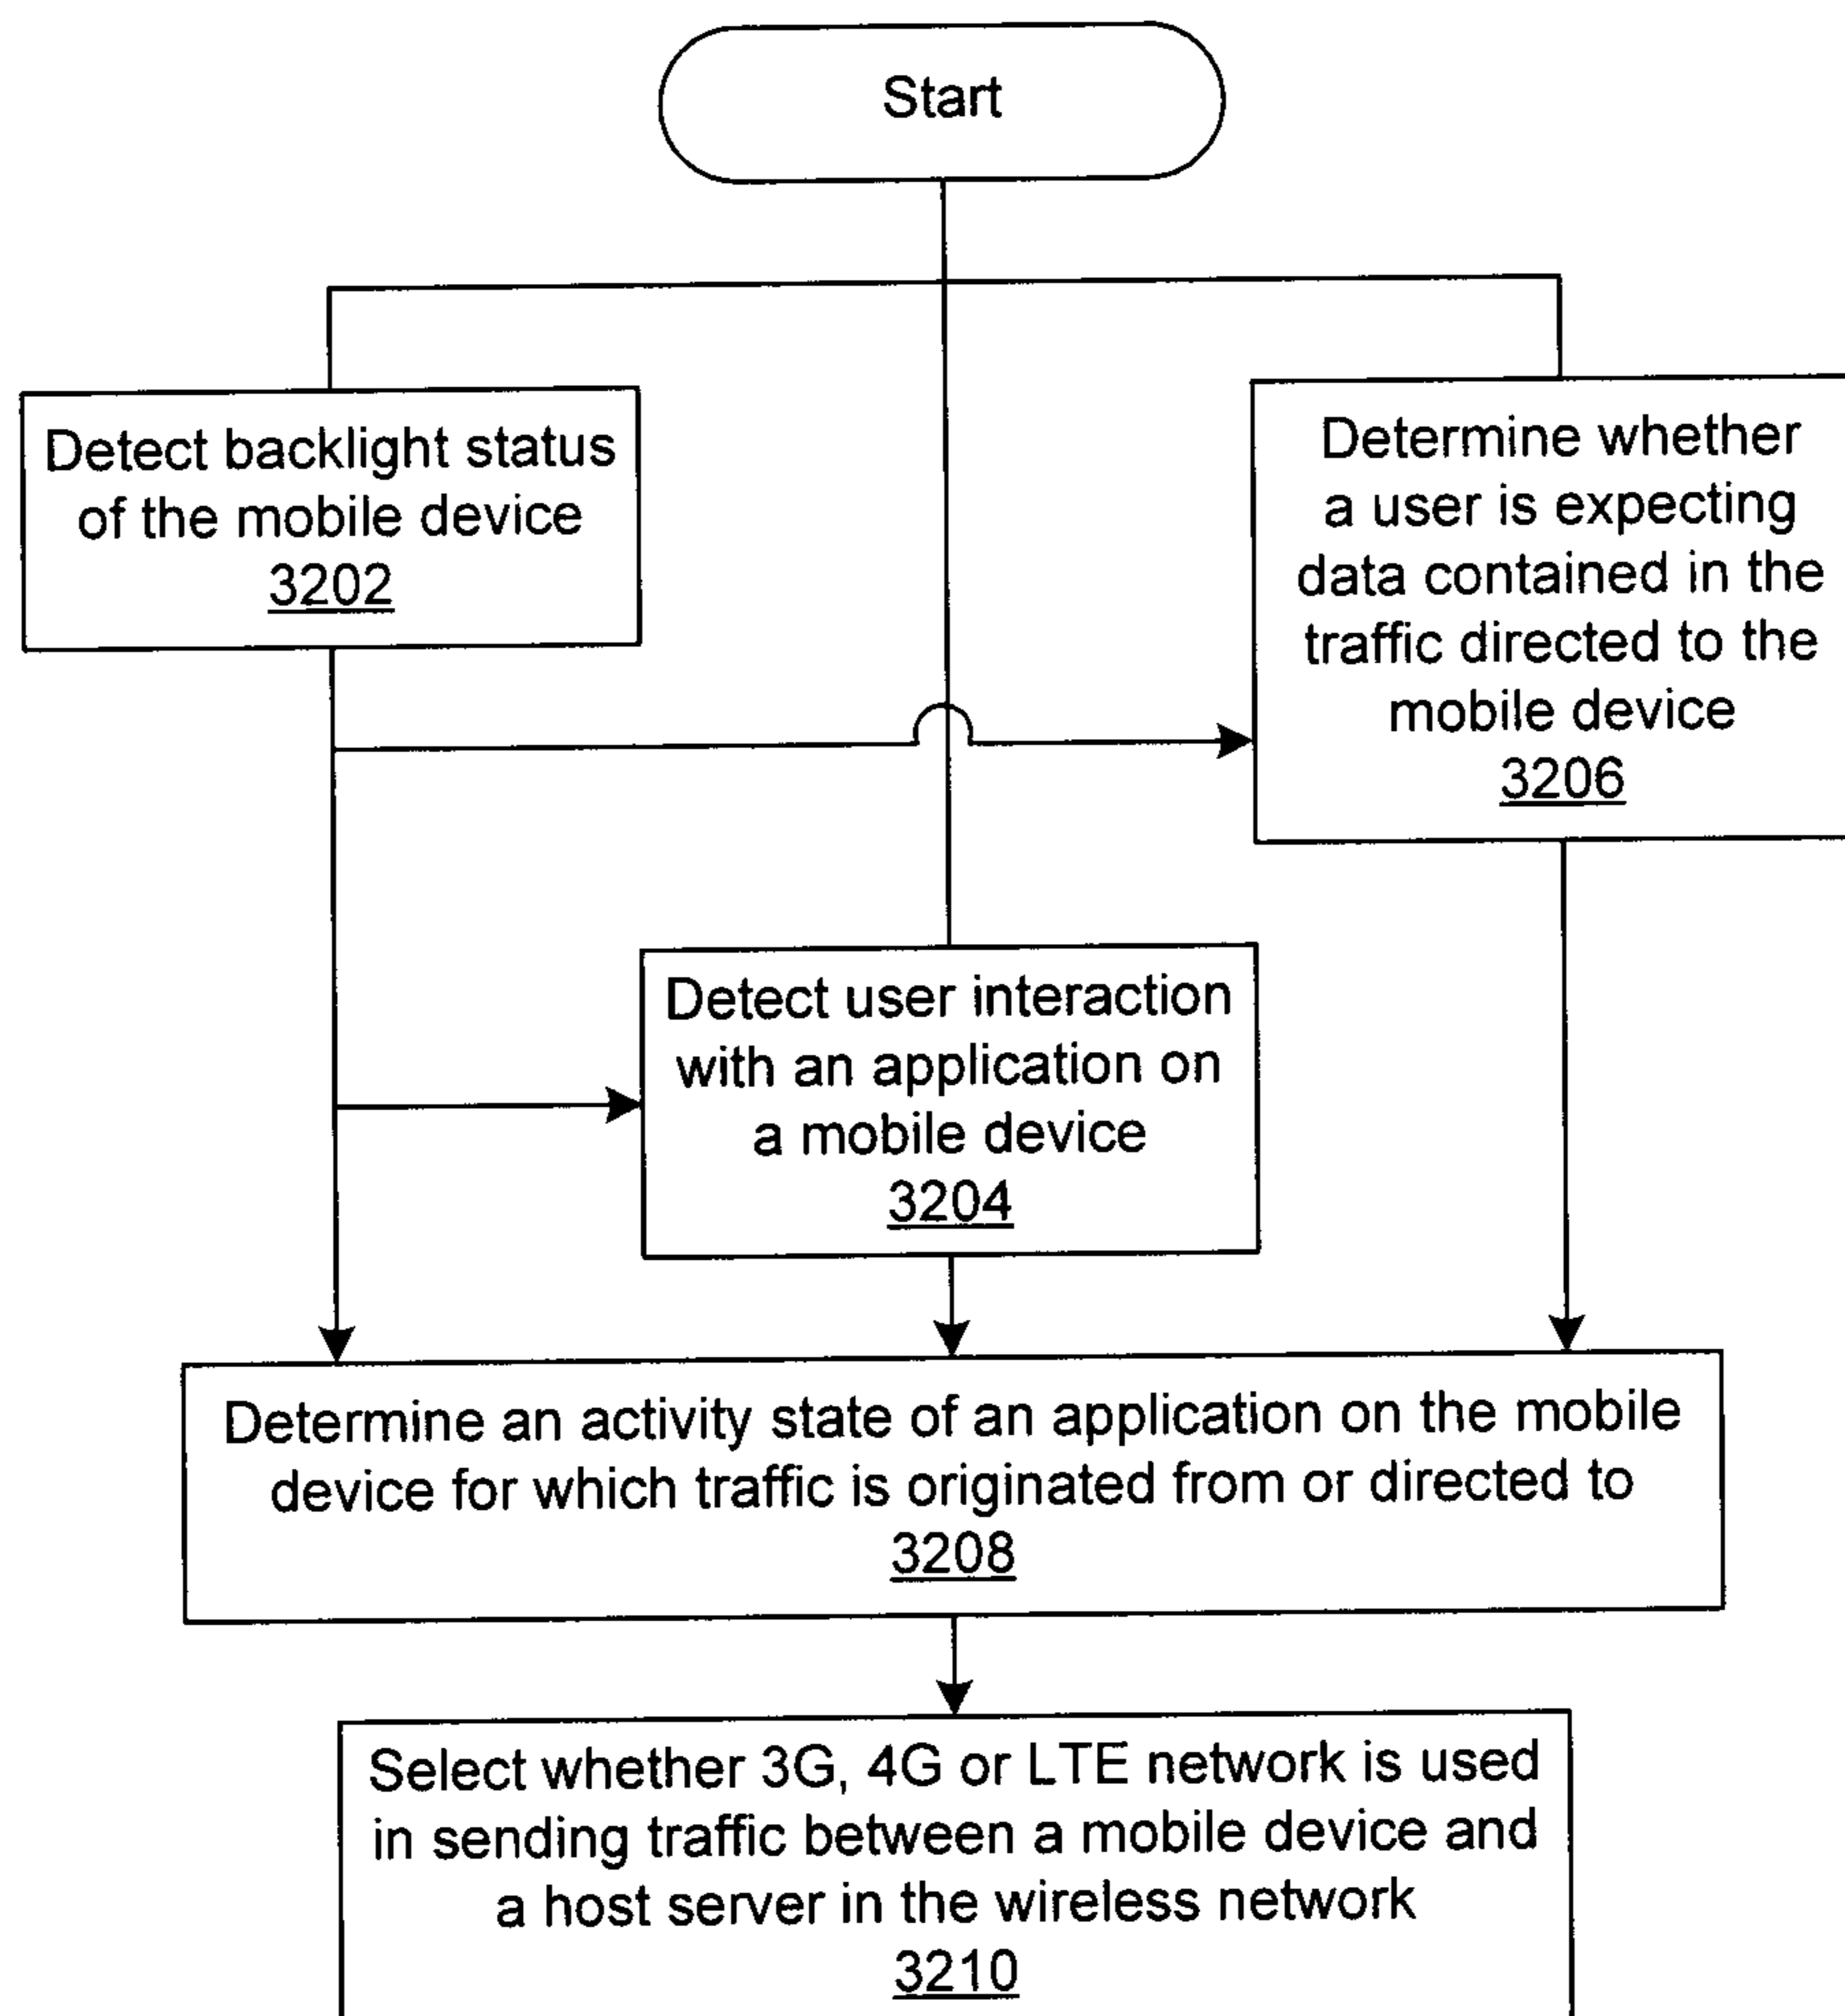 Start
Detect backlight status
of the mobile device
3202
Determine whether
a user is expecting
data contained in the
traffic directed to the
mobile device
3206
Detect user interaction
with an application on
a mobile device
3204
Determine an activity state of an application on the mobile
device for which traffic is originated from or directed to
3208
Select whether 3G, 4G or LTE network is used
in sending traffic between a mobile device and
a host server in the wireless network
3210